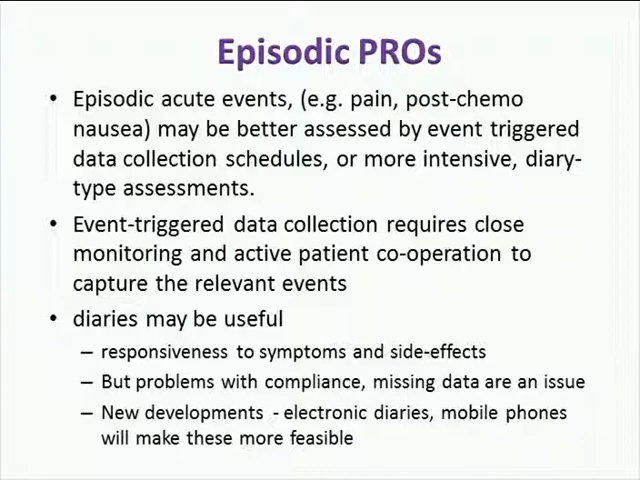 Episodic PROs
• Episodic acute events, (e.g. pain, post-chemo
nausea) may be better assessed by event triggered
data collection schedules, or more intensive, diary-
type assessments.
• Event-triggered data collection requires close
monitoring and active patient co-operation to
capture the relevant events
• diaries may be useful
– responsiveness to symptoms and side-effects
– But problems with compliance, missing data are an issue
– New developments - electronic diaries, mobile phones
will make these more feasible